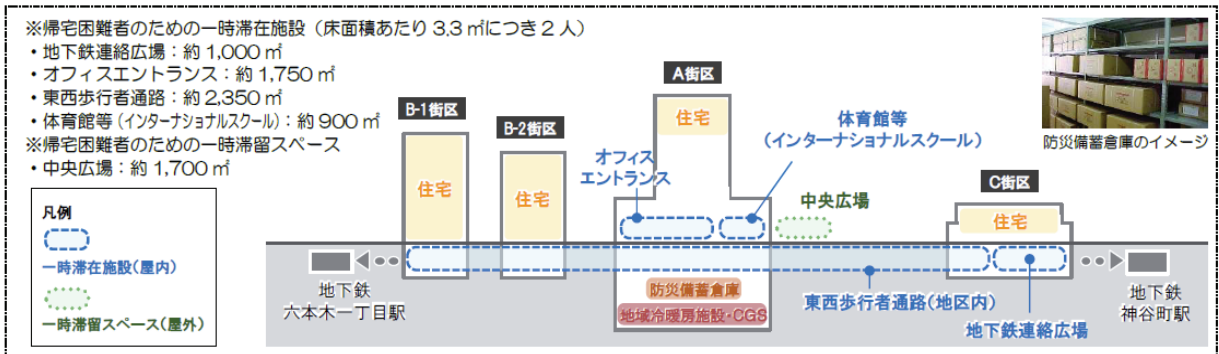 ※帰宅困難者のための一時滞在施設（床面積あたり 3.3 ㎡につき 2 人）
・地下鉄連絡広場：約 1,000 ㎡
・オフィスエントランス：約 1,750 ㎡
・東西歩行者通路：約 2,350 ㎡
・体育館等（インターナショナルスクール）：約 900 ㎡
※帰宅困難者のための一時滞留スペース
・中央広場：約 1,700 ㎡
凡例
一時滞在施設（屋内）
一時滞留スペース（屋外）
B-1街区
住宅
B-2街区
住宅
A街区
住宅
オフィス
エントランス
体育館等
（インターナショナルスクール）
中央広場
C街区
住宅
防災備蓄倉庫のイメージ
地下鉄
六本木一丁目駅
防災備蓄倉庫
地域冷暖房施設・CGS
東西歩行者通路（地区内）
地下鉄連絡広場
地下鉄
神谷町駅